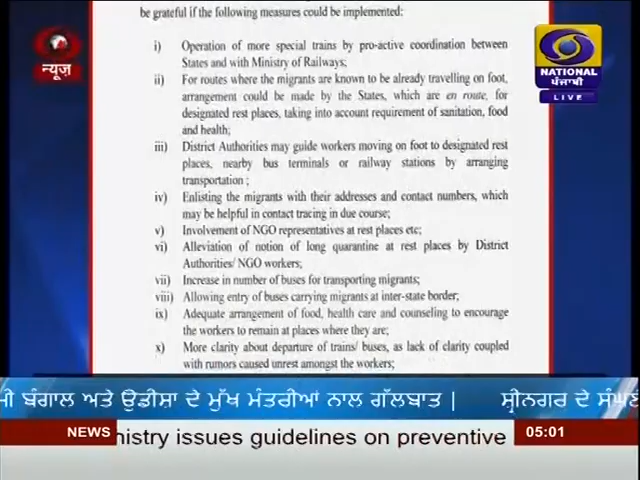 be grateful if the following measures could be implemented:
i) Operation of more special trains by pro-active coordination between
States and with Ministry of Railways;
ii) For routes where the migrants are known to be already travelling on foot,
arrangement could be made by the States, which are en route, for
designated rest places, taking into account requirement of sanitation, food
and health;
iii) District Authorities may guide workers moving on foot to designated rest
places, nearby bus terminals or railway stations by arranging
transportation ;
iv) Enlisting the migrants with their addresses and contact numbers, which
may be helpful in contact tracing in due course;
v) Involvement of NGO representatives at rest places etc;
vi) Alleviation of notion of long quarantine at rest places by District
Authorities/ NGO workers;
vii) Increase in number of buses for transporting migrants;
viii) Allowing entry of buses carrying migrants at inter-state border;
ix) Adequate arrangement of food, health care and counseling to encourage
the workers to remain at places where they are;
x) More clarity about departure of trains/ buses, as lack of clarity coupled
with rumors caused unrest amongst the workers;
न्यूज़
NATIONAL
ਪੰਜਾਬੀ
LIVE
ਬੰਗਾਲ ਅਤੇ ਉਡੀਸ਼ਾ ਦੇ ਮੁੱਖ ਮੰਤਰੀਆਂ ਨਾਲ ਗੱਲਬਾਤ | ਸ੍ਰੀਨਗਰ ਦੇ
NEWS nistry issues guidelines on preventive 05:01